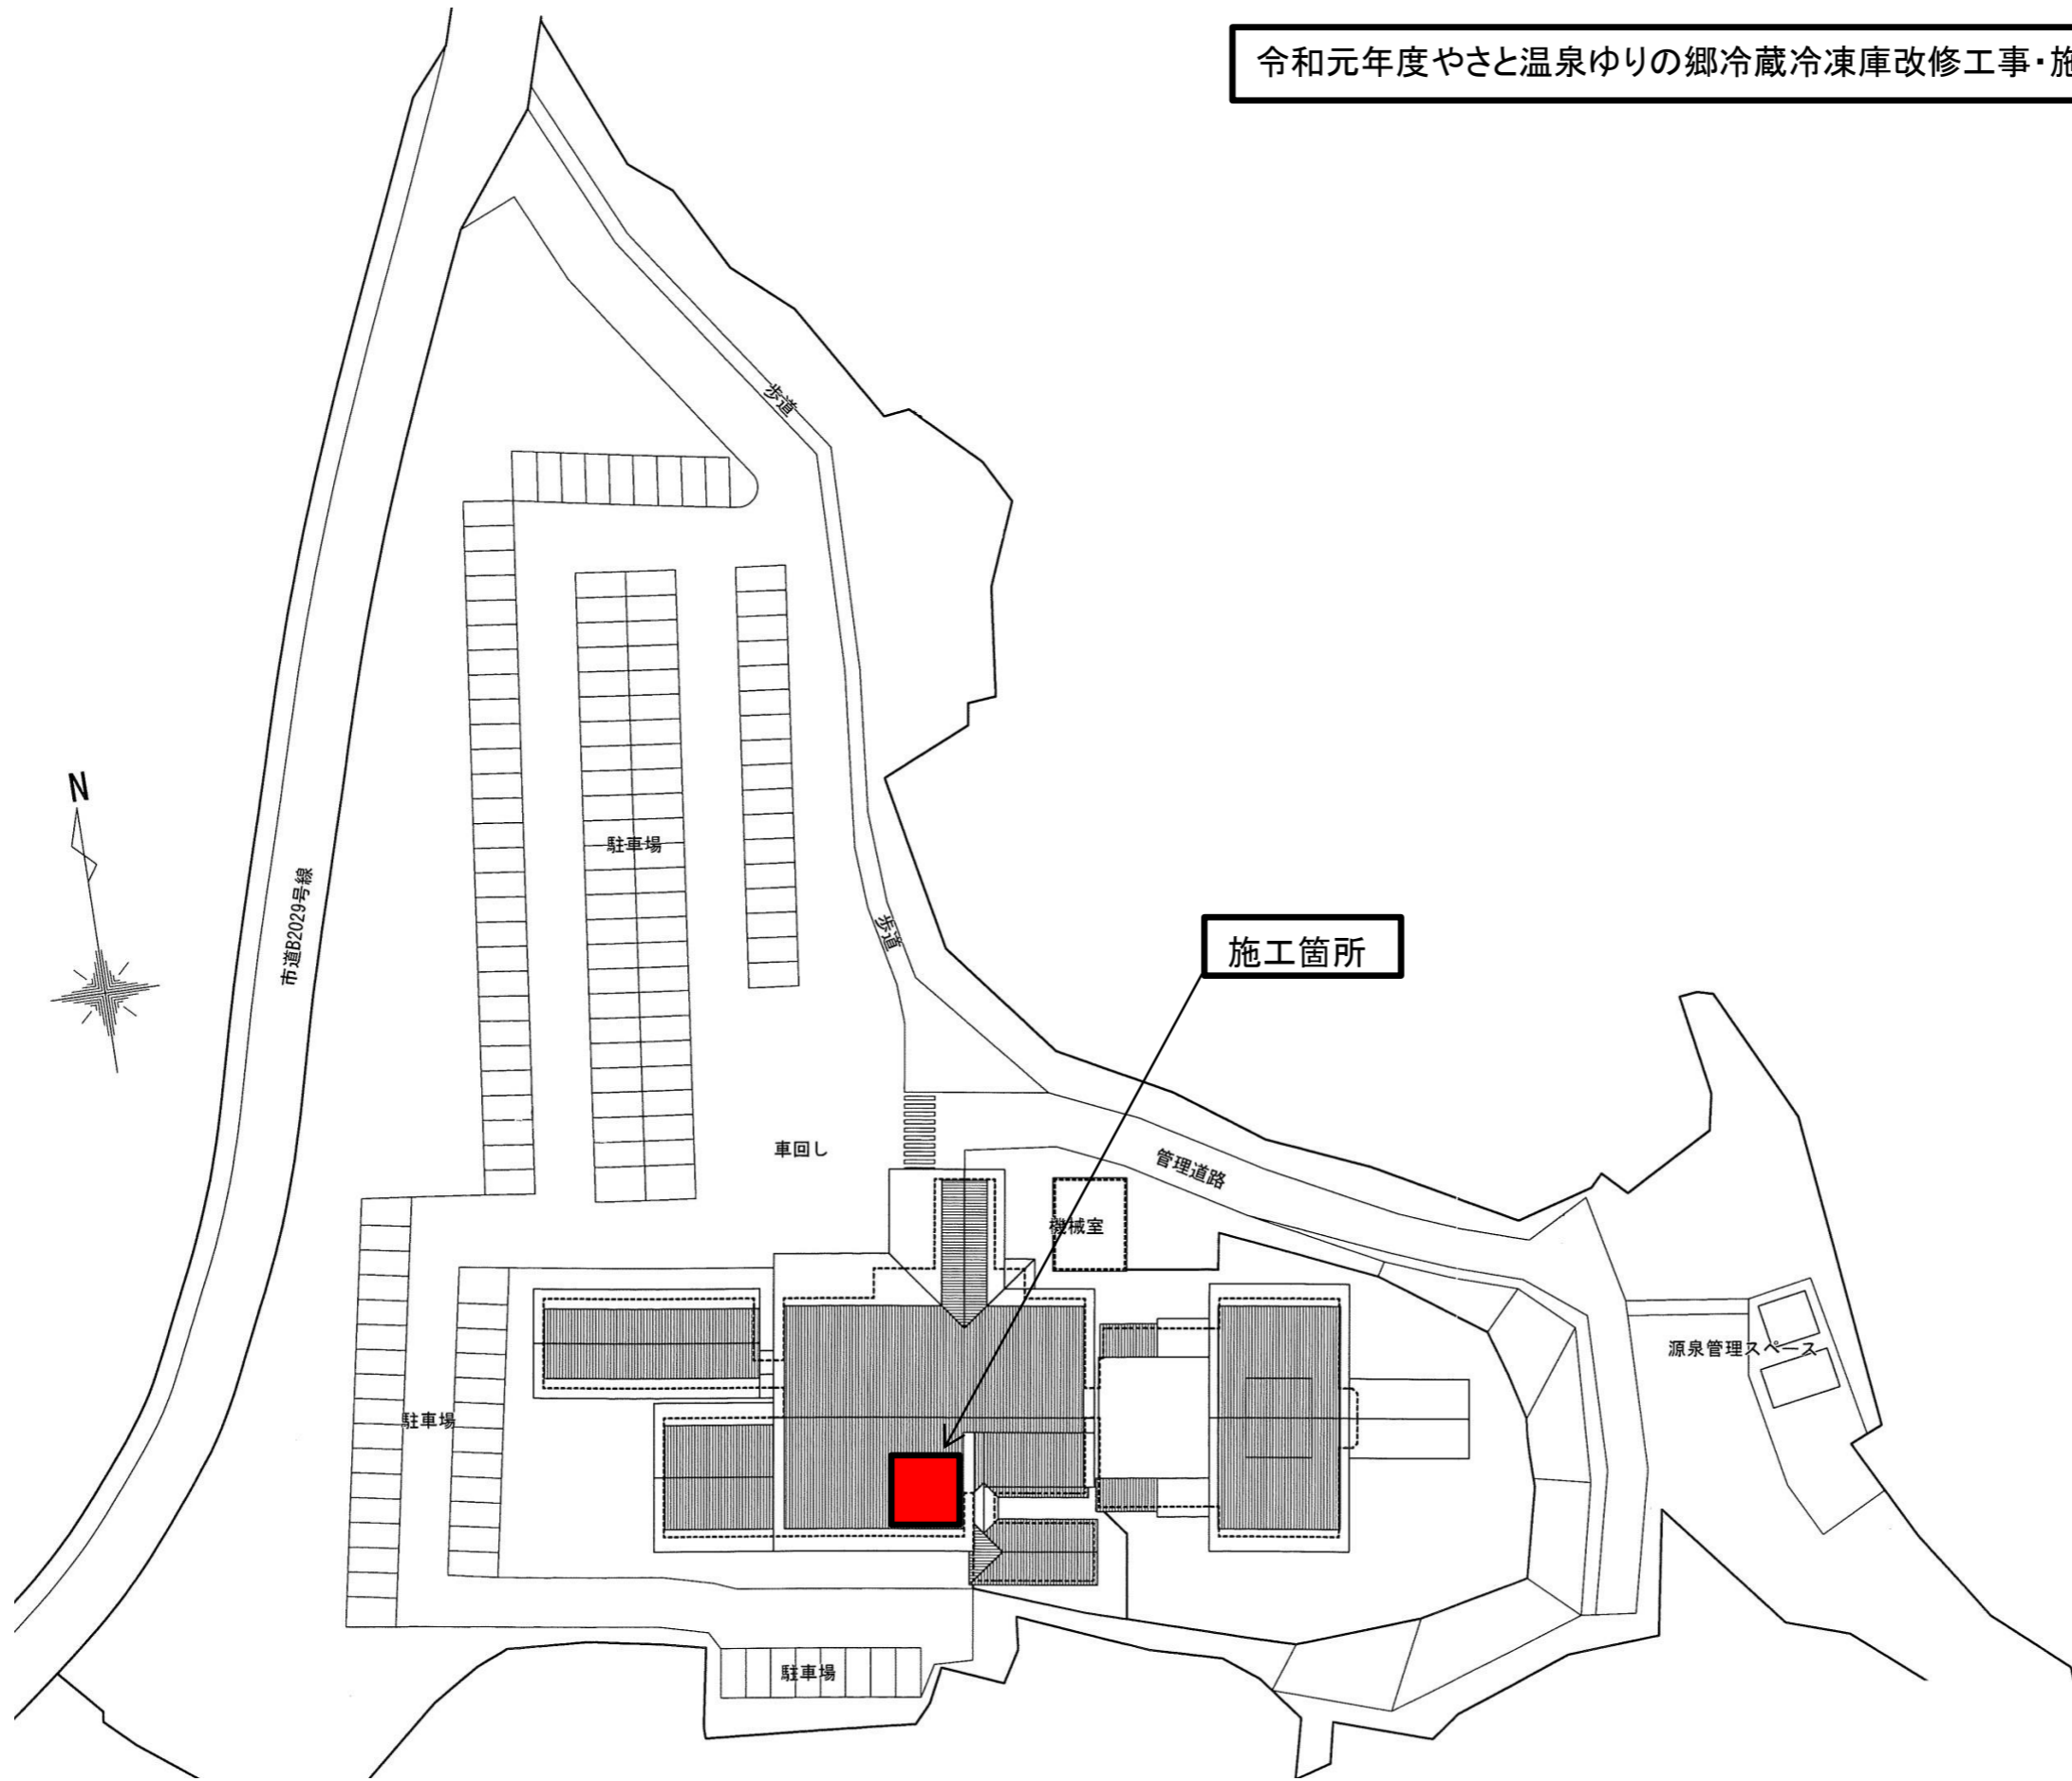 令和元年度やさと温泉ゆりの郷冷蔵冷凍庫改修工事・施
歩道
N
駐車場
市道B2029号線
歩道
施工箇所
車回し
管理道路
機械室
源泉管理スペース
駐車場
駐車場